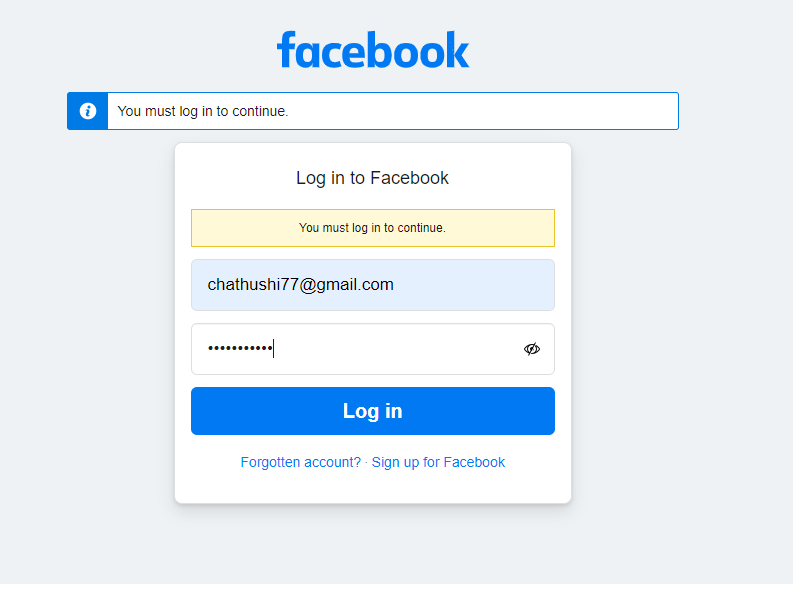 facebook
You must log in to continue.
Log in to Facebook
You must log in to continue.
chathushi77@gmail.com
•••••••••••
Log in
Forgotten account? · Sign up for Facebook